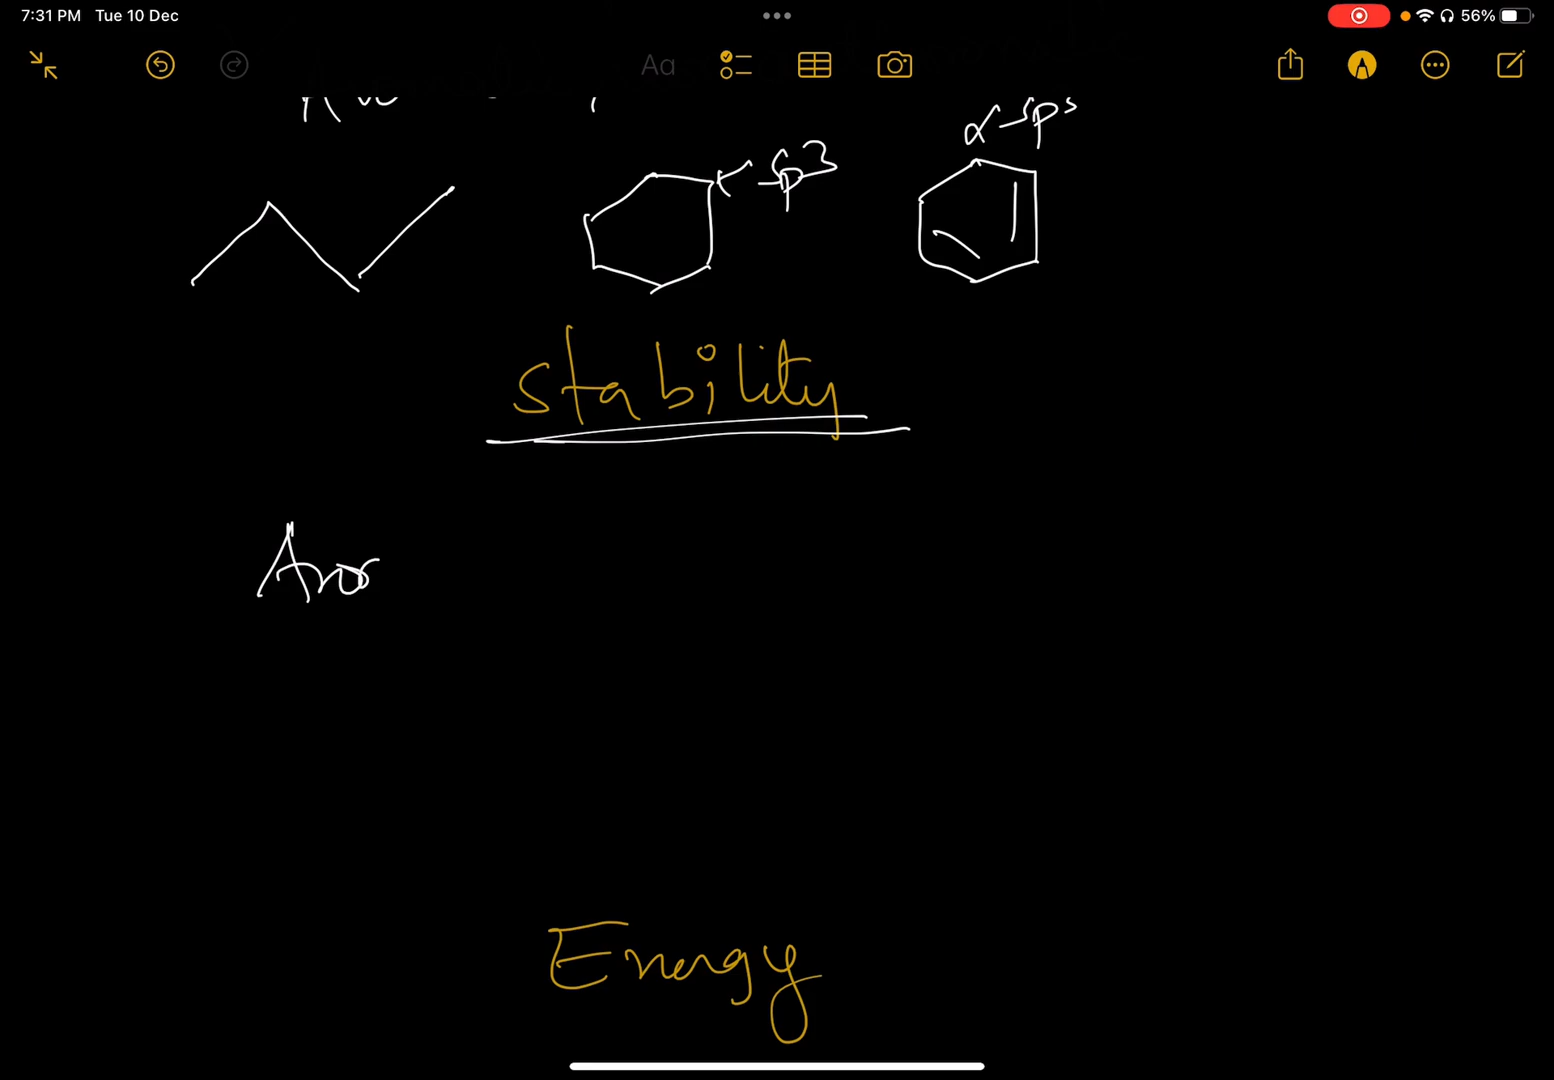 7:31 PM Tue 10 Dec 56%
Aa
sp3
sp3
Stability
Aro
Energy